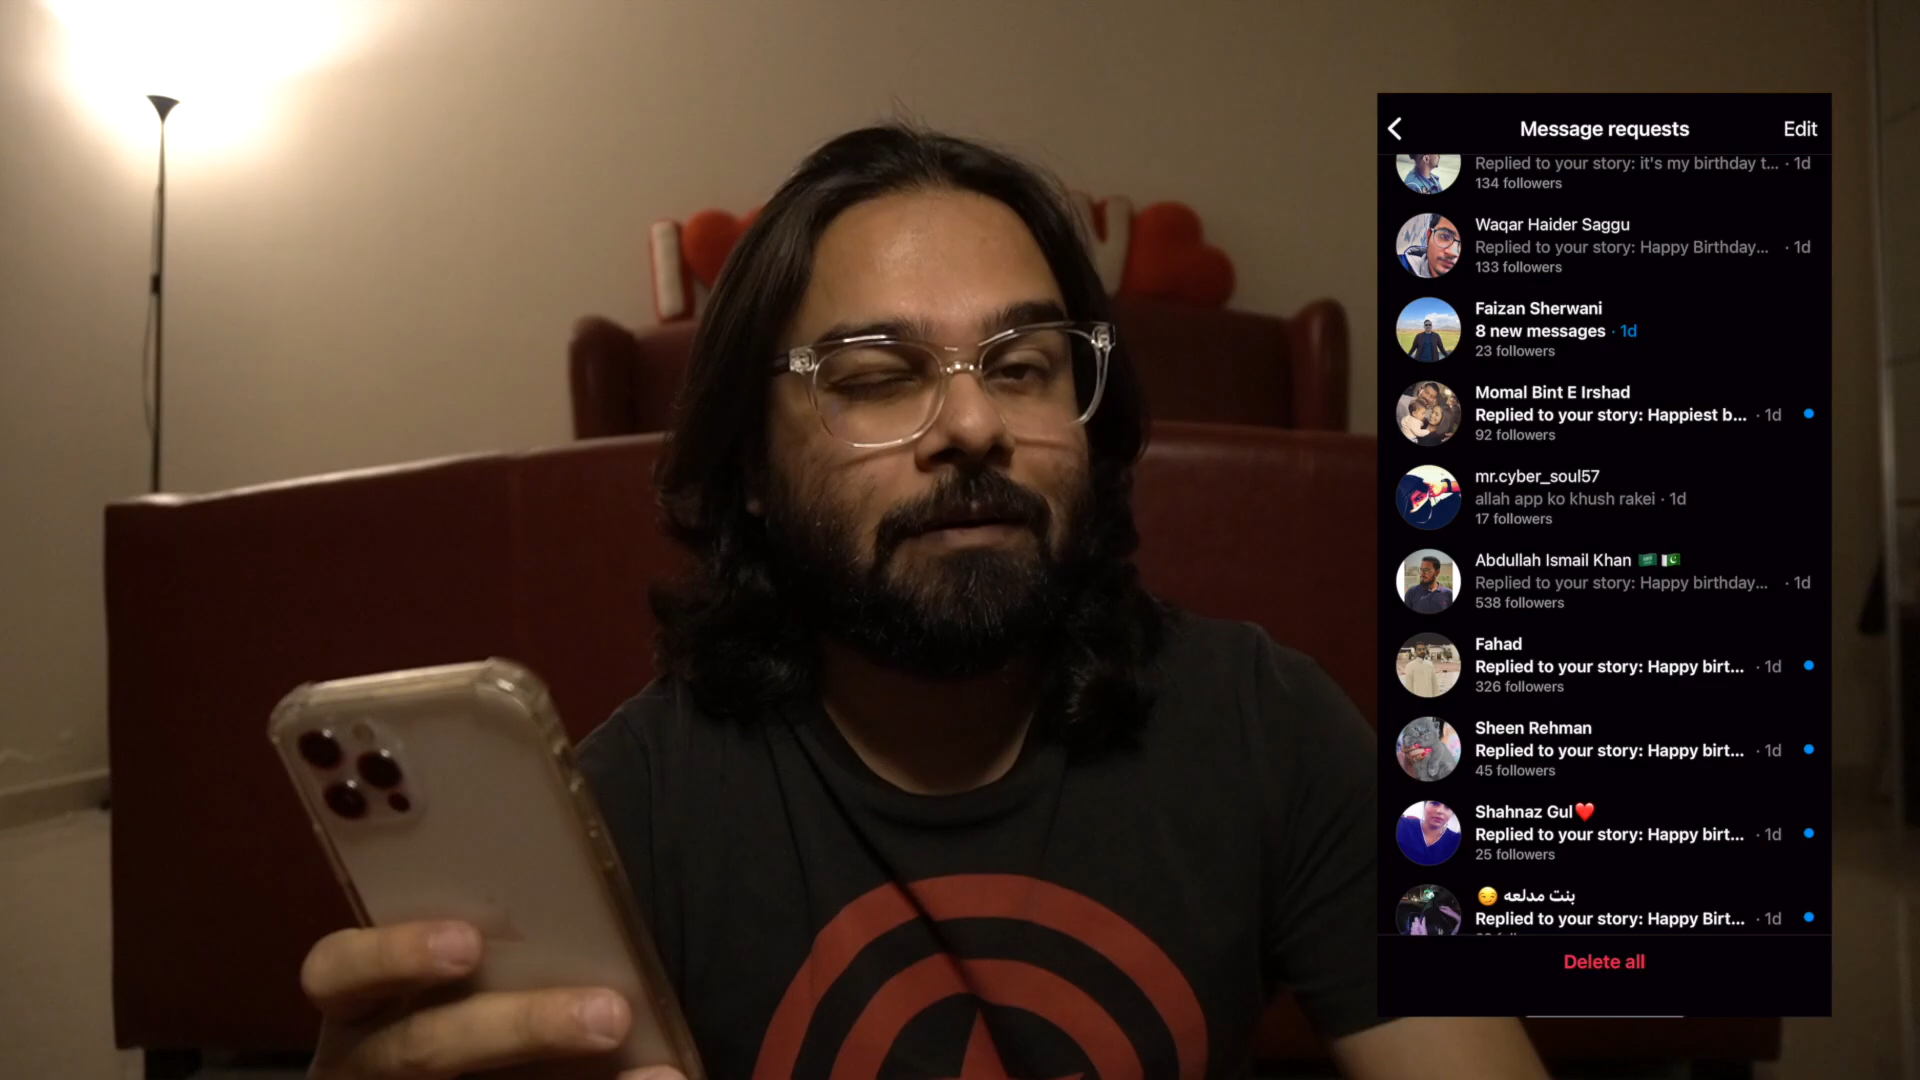 Message requests
Edit
Replied to your story: it's my birthday t... · 1d
134 followers
Waqar Haider Saggu
Replied to your story: Happy Birthday... · 1d
133 followers
Faizan Sherwani
8 new messages · 1d
23 followers
Momal Bint E Irshad
Replied to your story: Happiest b... · 1d
92 followers
mr.cyber_soul57
allah app ko khush rakei · 1d
17 followers
Abdullah Ismail Khan 🇸🇦 🇵🇰
Replied to your story: Happy birthday... · 1d
538 followers
Fahad
Replied to your story: Happy birt... · 1d
326 followers
Sheen Rehman
Replied to your story: Happy birt... · 1d
45 followers
Shahnaz Gul❤️
Replied to your story: Happy birt... · 1d
25 followers
بنت مدلعه 😏
Replied to your story: Happy Birt... · 1d
Delete all